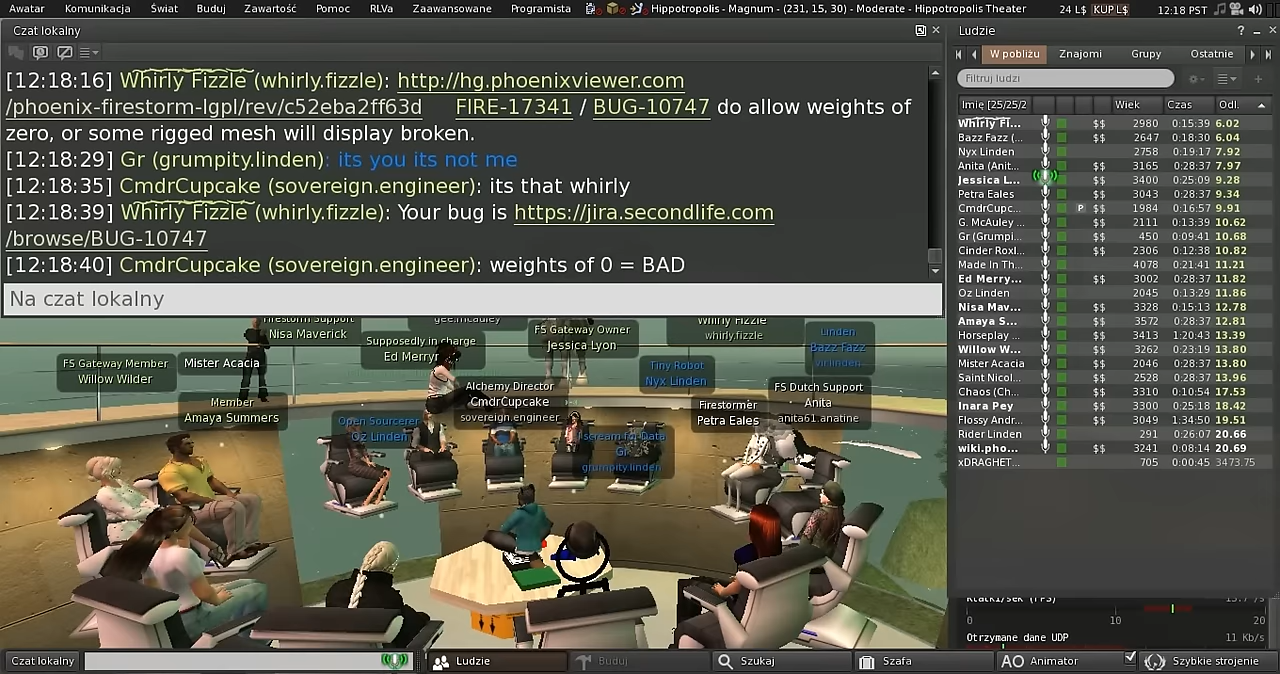 Awatar Komunikacja Świat Buduj Zawartość Pomoc RLVa Zaawansowane Programista Hippotropolis - Magnum - (231, 15, 30) - Moderate - Hippotropolis Theater 24 L$ KUP L$ 12:18 PST
Czat lokalny
[12:18:16] Whirly Fizzle (whirly.fizzle): http://hg.phoenixviewer.com
/phoenix-firestorm-lgpl/rev/c52eba2ff63d FIRE-17341 / BUG-10747 do allow weights of
zero, or some rigged mesh will display broken.
[12:18:29] Gr (grumpity.linden): its you its not me
[12:18:35] CmdrCupcake (sovereign.engineer): its that whirly
[12:18:39] Whirly Fizzle (whirly.fizzle): Your bug is https://jira.secondlife.com
/browse/BUG-10747
[12:18:40] CmdrCupcake (sovereign.engineer): weights of 0 = BAD
Na czat lokalny
Firestorm Support
Nisa Maverick
gee.mcauley
Supposedly in charge
Ed Merryman
FS Gateway Owner
Jessica Lyon
Whirly Fizzle
whirly.fizzle
Linden
Bazz Fazz
vir.linden
FS Gateway Member
Willow Wilder
Mister Acacia
Tiny Robot
Nyx Linden
Member
Amaya Summers
Alchemy Director
CmdrCupcake
sovereign.engineer
FS Dutch Support
Anita
anita61.anatine
Firestormer
Petra Eales
Open Sourcerer
Oz Linden
I scream for Data
Gr
grumpity.linden
Ludzie
W pobliżu Znajomi Grupy Ostatnie
Filtruj ludzi
Imię [25/25/2 Wiek Czas Odl.
Whirly Fi... $$ 2980 0:15:39 6.02
Bazz Fazz (... $$ 2647 0:18:30 6.04
Nyx Linden 2758 0:19:17 7.92
Anita (Anit... $$ 3165 0:28:37 7.97
Jessica L... $$ 3400 0:25:09 9.28
Petra Eales $$ 3043 0:28:37 9.34
CmdrCupc... P $$ 1984 0:16:57 9.91
G. McAuley $$ 2111 0:13:39 10.62
Gr (Grumpi... 450 0:09:41 10.68
Cinder Roxl... $$ 2306 0:12:38 10.82
Made In Th... 4078 0:21:41 11.21
Ed Merry... $$ 3002 0:28:37 11.82
Oz Linden 2045 0:13:29 11.86
Nisa Mav... $$ 3328 0:15:13 12.78
Amaya S... $$ 3572 0:28:37 12.81
Horseplay ... $$ 3413 1:20:43 13.39
Willow W... $$ 3262 0:23:19 13.80
Mister Acacia $$ 2046 0:28:37 13.80
Saint Nicol... $$ 2528 0:28:37 13.96
Chaos (Ch... $$ 3310 0:10:54 17.53
Inara Pey $$ 3300 0:25:18 18.42
Flossy Andr... $$ 3049 1:34:50 19.51
Rider Linden 291 0:26:07 20.66
wiki.pho... $$ 3241 0:08:14 20.69
xDRAGHET... 705 0:00:45 3473.75
Klatki/sek (FPS)
0 10 20
Otrzymane dane UDP 11 Kb/s
Czat lokalny Ludzie Buduj Szukaj Szafa AO Animator Szybkie strojenie